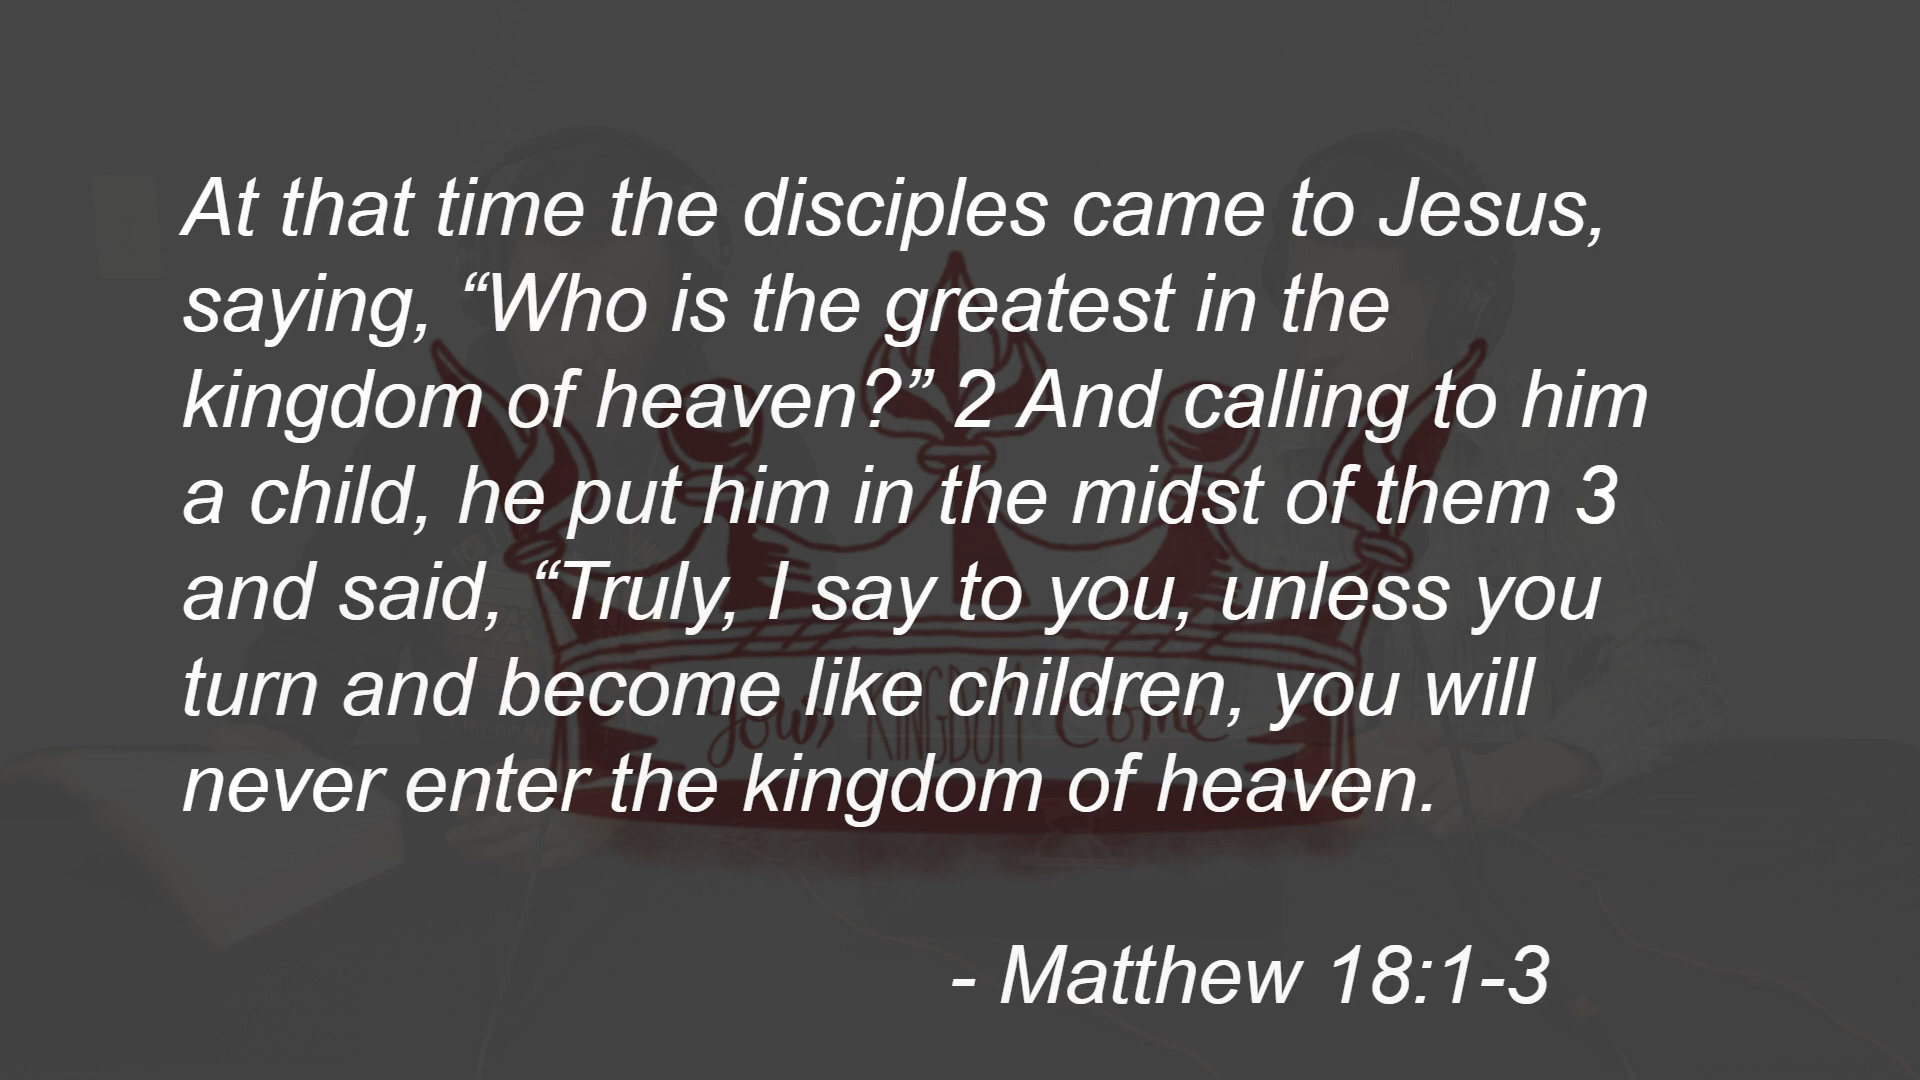 At that time the disciples came to Jesus,
saying, “Who is the greatest in the
kingdom of heaven?” 2 And calling to him
a child, he put him in the midst of them 3
and said, “Truly, I say to you, unless you
turn and become like children, you will
never enter the kingdom of heaven.
Your KINGDOM Come
- Matthew 18:1-3